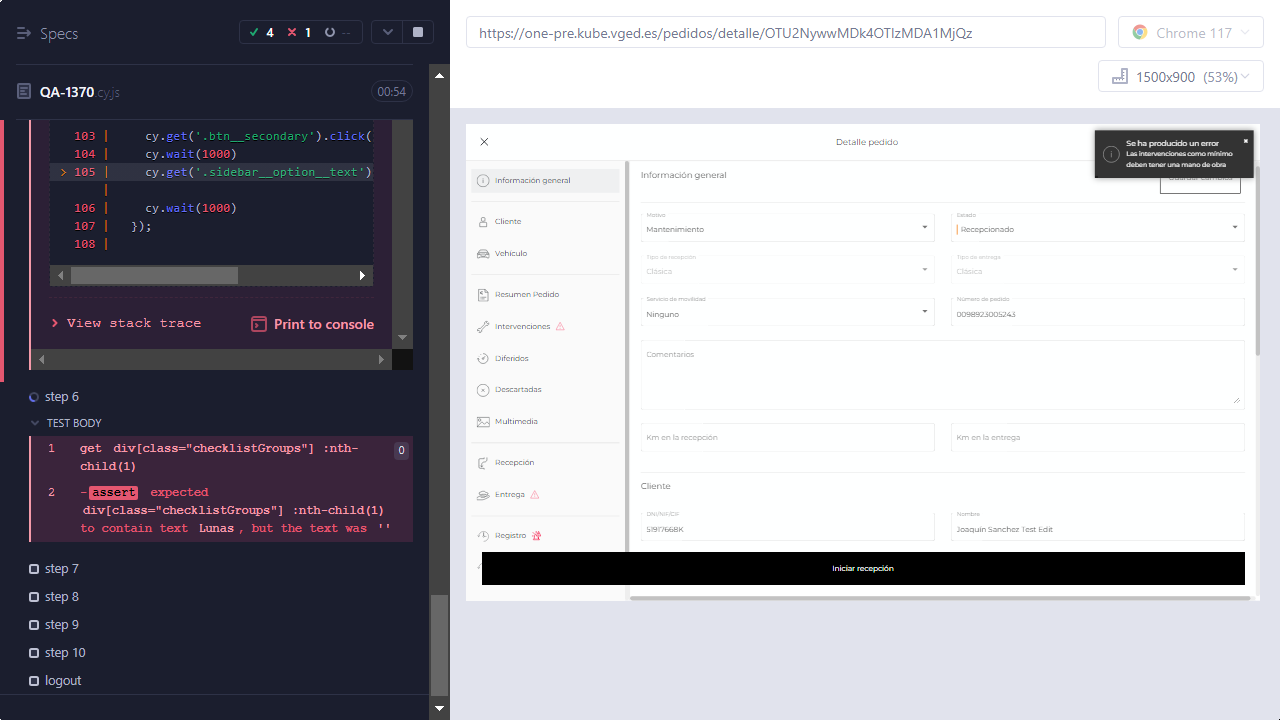 Specs
4
1
--
QA-1370.cy.js
00:54
103 | cy.get('.btn__secondary').click(
104 | cy.wait(1000)
> 105 | cy.get('.sidebar__option__text')
|
106 | cy.wait(1000)
107 | });
108 |
View stack trace
Print to console
step 6
TEST BODY
1 get div[class="checklistGroups"] :nth-
child(1)
0
2 -assert expected
div[class="checklistGroups"] :nth-child(1)
to contain text Lunas, but the text was ''
step 7
step 8
step 9
step 10
logout
https://one-pre.kube.vged.es/pedidos/detalle/OTU2NywwMDk4OTIzMDA1MjQz
Chrome 117
1500x900 (53%)
Detalle pedido
Se ha producido un error
Las intervenciones como mínimo
deben tener una mano de obra
Guardar cambios
Información general
Cliente
Vehículo
Resumen Pedido
Intervenciones
Diferidos
Descartadas
Multimedia
Recepción
Entrega
Registro
Información general
Motivo
Mantenimiento
Estado
Recepcionado
Tipo de recepción
Clásica
Tipo de entrega
Clásica
Servicio de movilidad
Ninguno
Número de pedido
0098923005243
Comentarios
Km en la recepción
Km en la entrega
Cliente
DNI/NIF/CIF
51917668K
Nombre
Joaquín Sanchez Test Edit
Iniciar recepción